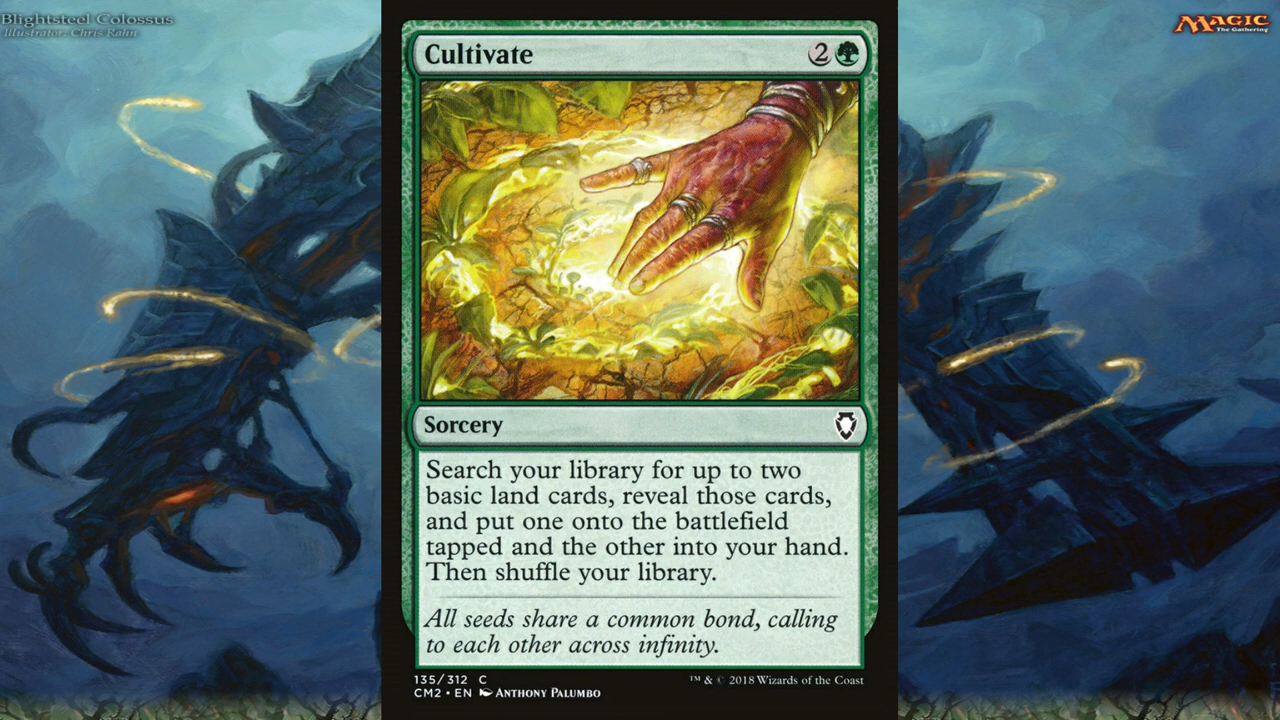 Blightsteel Colossus
Illustrator: Chris Rahn
MAGIC
The Gathering
Cultivate
2
Sorcery
Search your library for up to two
basic land cards, reveal those cards,
and put one onto the battlefield
tapped and the other into your hand.
Then shuffle your library.
All seeds share a common bond, calling
to each other across infinity.
135/312 C
CM2 • EN ANTHONY PALUMBO
™ & © 2018 Wizards of the Coast